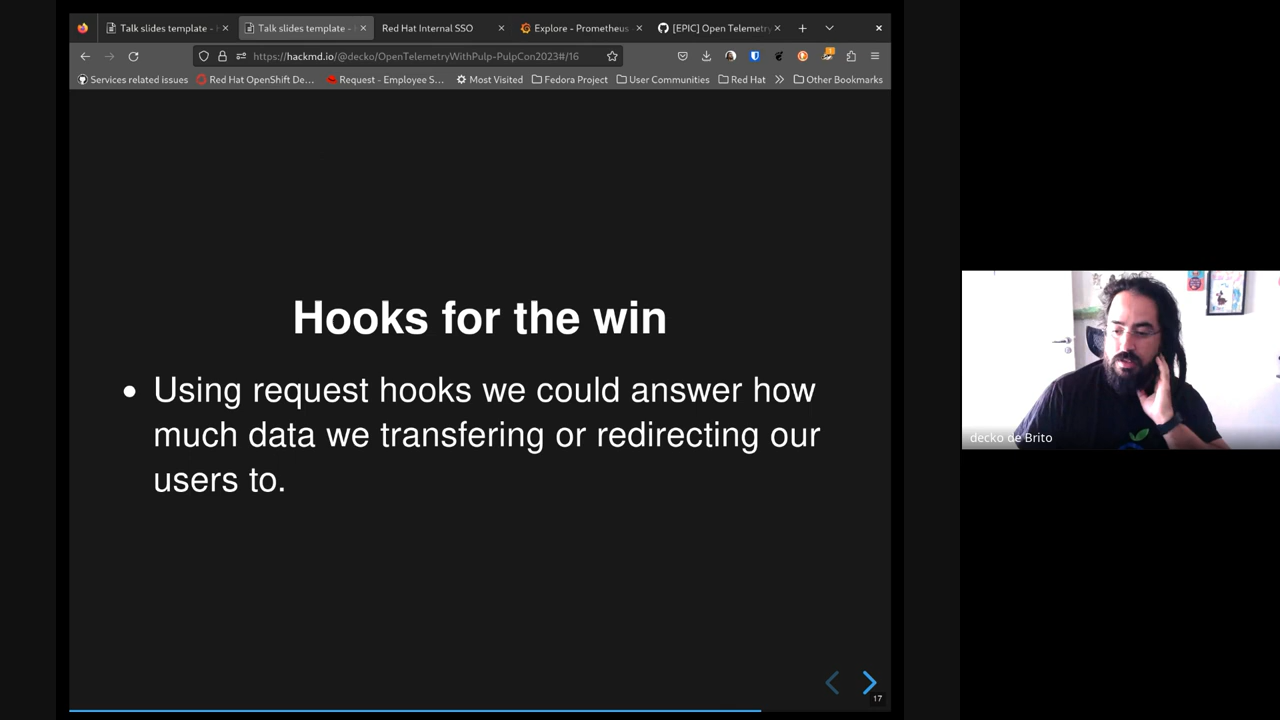 Talk slides template - H
Talk slides template - H
Red Hat Internal SSO
Explore - Prometheus
[EPIC] Open Telemetry
https://hackmd.io/@decko/OpenTelemetryWithPulp-PulpCon2023#/16
Services related issues
Red Hat OpenShift De...
Request - Employee S...
Most Visited
Fedora Project
User Communities
Red Hat
Other Bookmarks
Hooks for the win
Using request hooks we could answer how
much data we transfering or redirecting our
users to.
decko de Brito
17